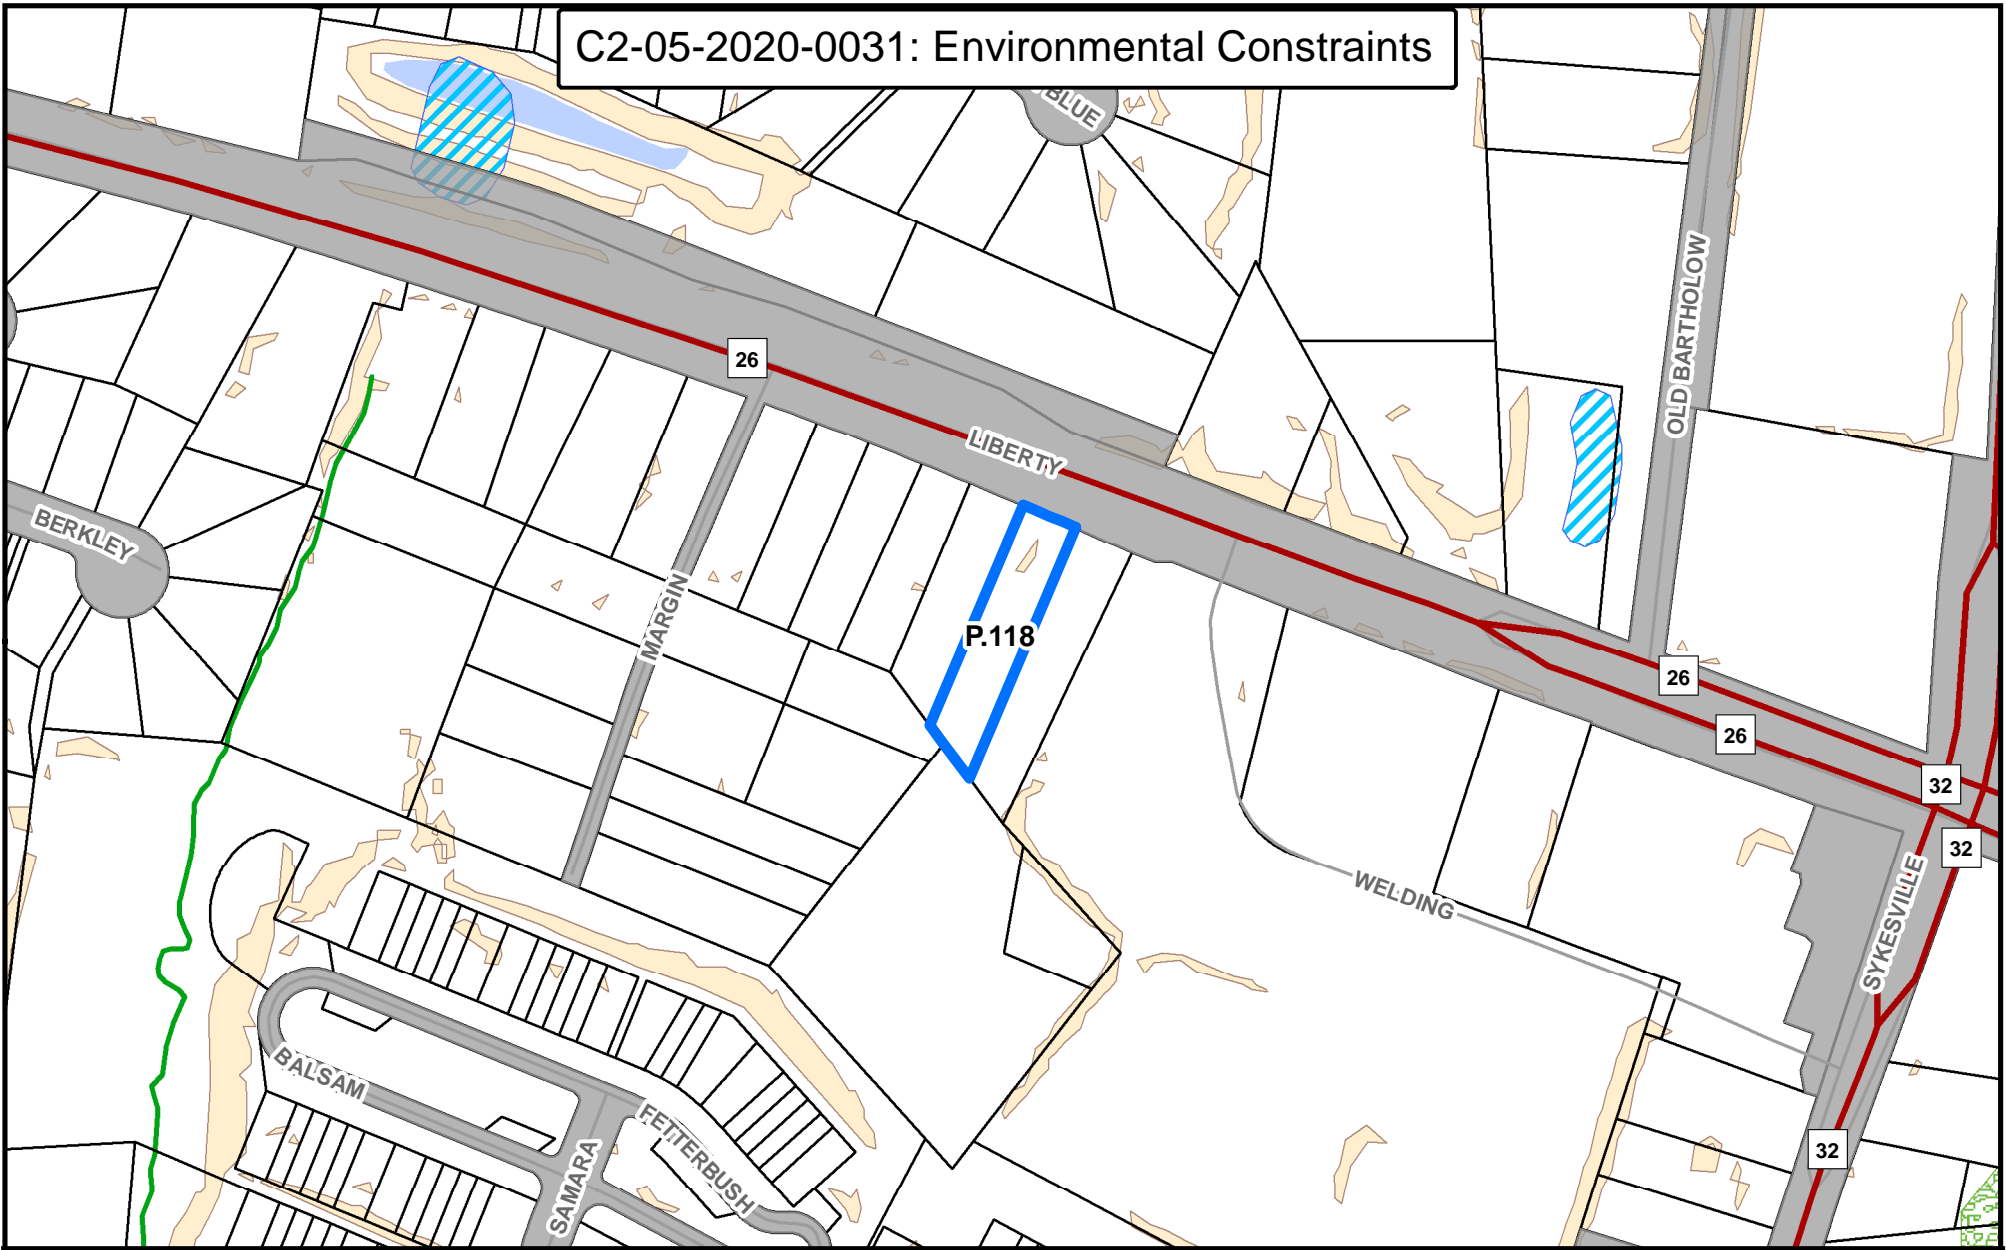 C2-05-2020-0031: Environmental Constraints
BLUE
OLD BARTHOLOW
26
LIBERTY
BERKLEY
MARGIN
P.118
26
26
32
32
WELDING
SYKESVILLE
BALSAM
FETTERBUSH
SAMARA
32